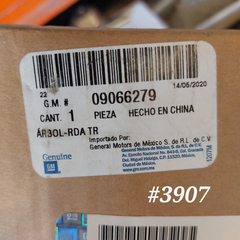 22
14/05/2020
G.M. # 09066279
CANT. 1 PIEZA HECHO EN CHINA
ÁRBOL-RDA TR
Importado Por:
General Motors de México S. de R.L. de C.V.
Genuine
GM
#3907